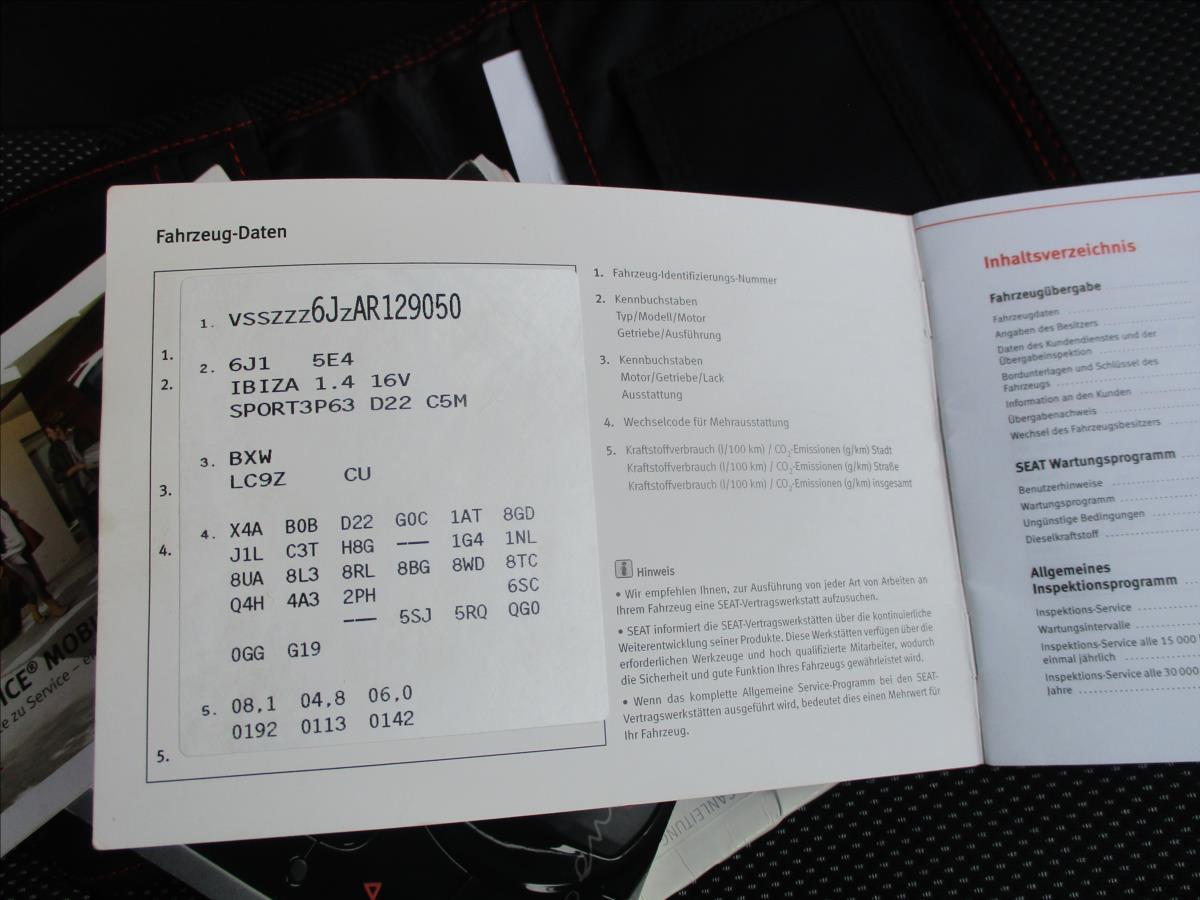 Fahrzeug-Daten
1.
2.
3.
4.
5.
1. VSSZZZ6JZAR129050
2. 6J1 5E4
IBIZA 1.4 16V
SPORT3P63 D22 C5M
3. BXW
LC9Z CU
4. X4A B0B D22 G0C 1AT 8GD
J1L C3T H8G --- 1G4 1NL
8UA 8L3 8RL 8BG 8WD 8TC
Q4H 4A3 2PH 6SC
--- 5SJ 5RQ QG0
0GG G19
5. 08,1 04,8 06,0
0192 0113 0142
1. Fahrzeug-Identifizierungs-Nummer
2. Kennbuchstaben
Typ/Modell/Motor
Getriebe/Ausführung
3. Kennbuchstaben
Motor/Getriebe/Lack
Ausstattung
4. Wechselcode für Mehrausstattung
5. Kraftstoffverbrauch (l/100 km) / CO2-Emissionen (g/km) Stadt
Kraftstoffverbrauch (l/100 km) / CO2-Emissionen (g/km) Straße
Kraftstoffverbrauch (l/100 km) / CO2-Emissionen (g/km) insgesamt
i Hinweis
• Wir empfehlen Ihnen, zur Ausführung von jeder Art von Arbeiten an
Ihrem Fahrzeug eine SEAT-Vertragswerkstatt aufzusuchen.
• SEAT informiert die SEAT-Vertragswerkstätten über die kontinuierliche
Weiterentwicklung seiner Produkte. Diese Werkstätten verfügen über die
erforderlichen Werkzeuge und hoch qualifizierte Mitarbeiter, wodurch
die Sicherheit und gute Funktion Ihres Fahrzeugs gewährleistet wird.
• Wenn das komplette Allgemeine Service-Programm bei den SEAT-
Vertragswerkstätten ausgeführt wird, bedeutet dies einen Mehrwert für
Ihr Fahrzeug.
Inhaltsverzeichnis
Fahrzeugübergabe
Fahrzeugdaten
Angaben des Besitzers
Daten des Kundendienstes und der
Übergabeinspektion
Bordunterlagen und Schlüssel des
Fahrzeugs
Information an den Kunden
Übergabenachweis
Wechsel des Fahrzeugsbesitzers
SEAT Wartungsprogramm
Benutzerhinweise
Wartungsprogramm
Ungünstige Bedingungen
Dieselkraftstoff
Allgemeines
Inspektionsprogramm
Inspektions-Service
Wartungsintervalle
Inspektions-Service alle 15 000
einmal jährlich
Inspektions-Service alle 30 000
Jahre
ICE® MOBI
e zu Service – ei
SANLEITUNG